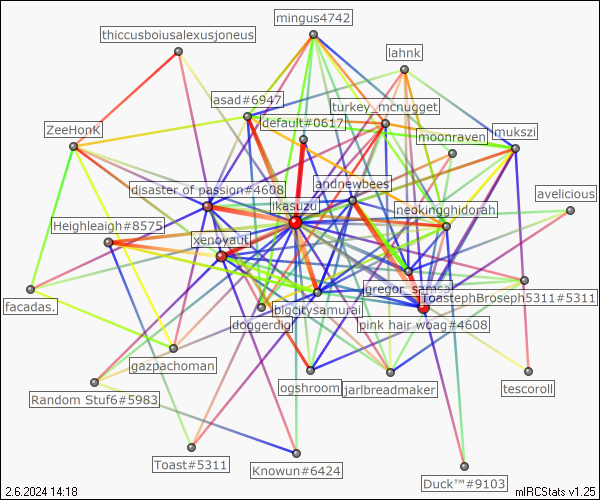 mingus4742
thiccusboiusalexusjoneus
lahnk
asad#6947
turkey_mcnugget
default#0617
ZeeHonK
moonraven
mukszi
andnewbees
disaster of passion#4608
avelicious
ikasuzu
neokingghidorah
Heighleaigh#8575
xenovaut
gregor_samsa
ToastephBroseph5311#5311
facadas.
bigcitysamurai
doggerdig
pink hair woag#4608
gazpachoman
ogshroom
jarlbreadmaker
tescoroll
Random Stuf6#5983
Toast#5311
Knowun#6424
Duck™#9103
2.6.2024 14:18
mIRCStats v1.25